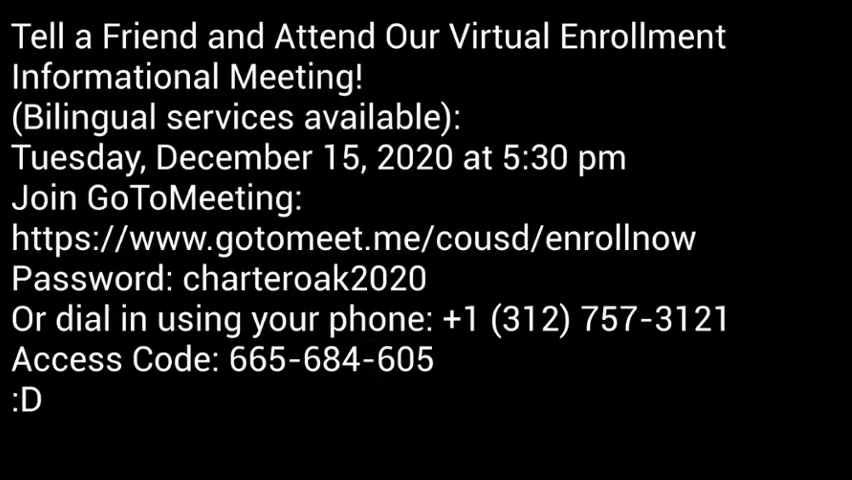 Tell a Friend and Attend Our Virtual Enrollment
Informational Meeting!
(Bilingual services available):
Tuesday, December 15, 2020 at 5:30 pm
Join GoToMeeting:
https://www.gotomeet.me/cousd/enrollnow
Password: charteroak2020
Or dial in using your phone: +1 (312) 757-3121
Access Code: 665-684-605
:D